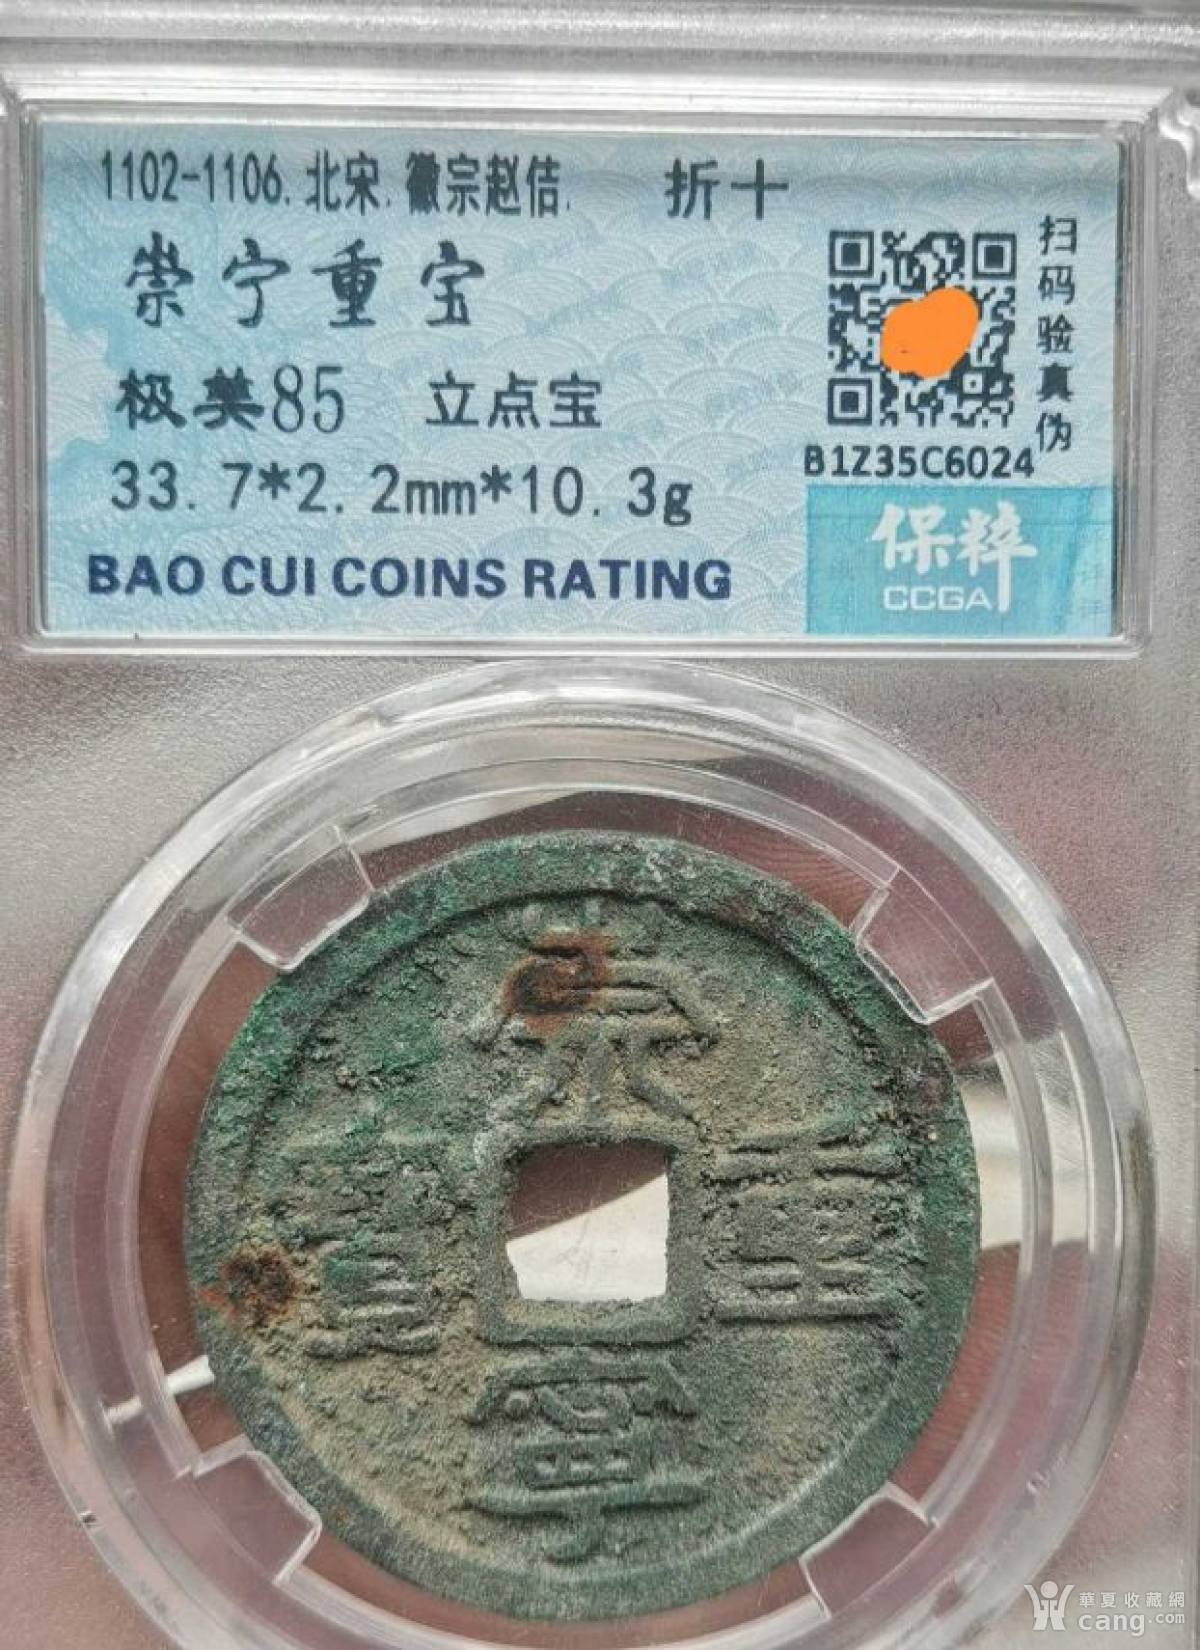 1102-1106. 北宋. 徽宗赵佶. 折十
崇宁重宝
极美85 立点宝
33.7*2.2mm*10.3g
BAO CUI COINS RATING
扫码验真伪
B1Z35C6024
保粹
CCGA
崇
寶 重
寧
華夏收藏網
cang.com